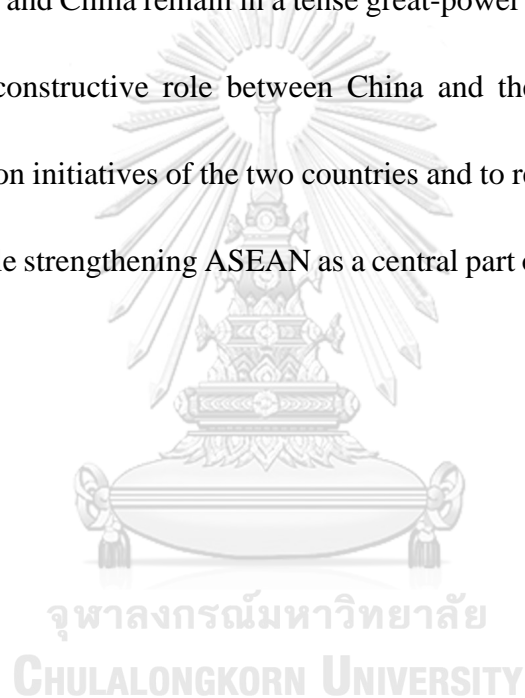 and China remain in a tense great-power
constructive role between China and the
on initiatives of the two countries and to re
e strengthening ASEAN as a central part o
จุฬาลงกรณ์มหาวิทยาลัย
CHULALONGKORN UNIVERSITY